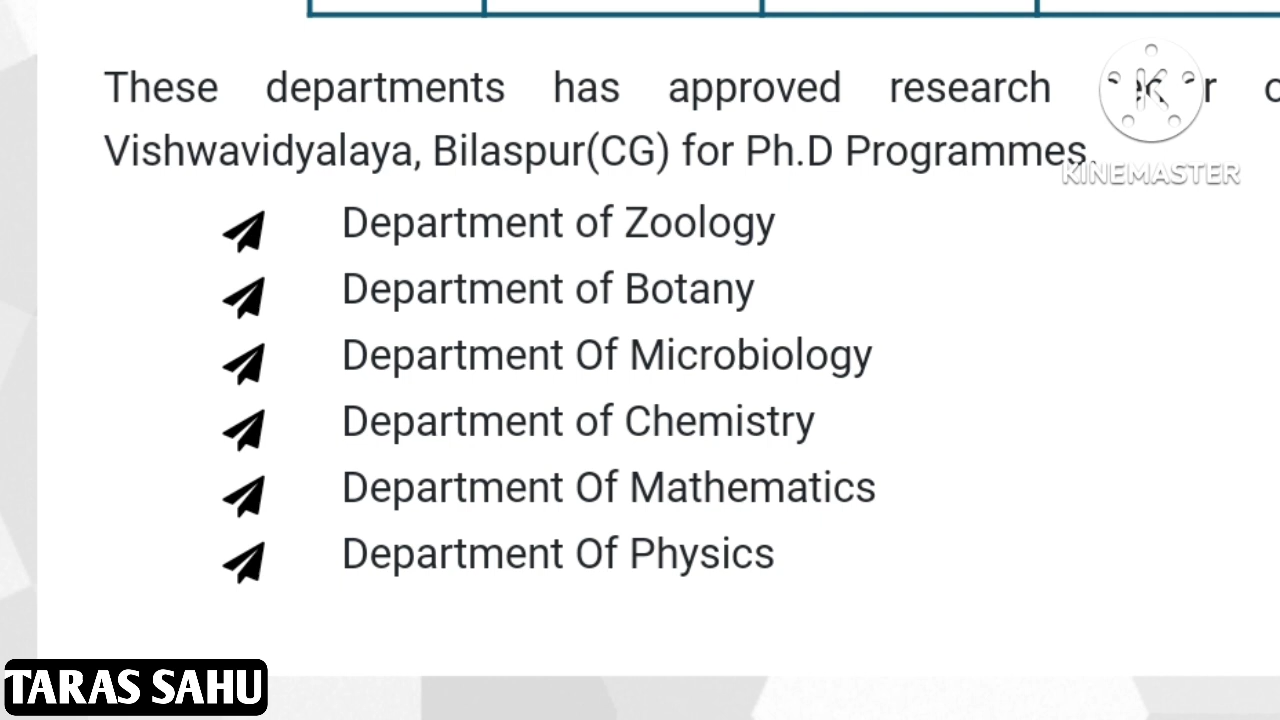 These departments has approved research
Vishwavidyalaya, Bilaspur(CG) for Ph.D Programmes.
KINEMASTER
Department of Zoology
Department of Botany
Department Of Microbiology
Department of Chemistry
Department Of Mathematics
Department Of Physics
TARAS SAHU